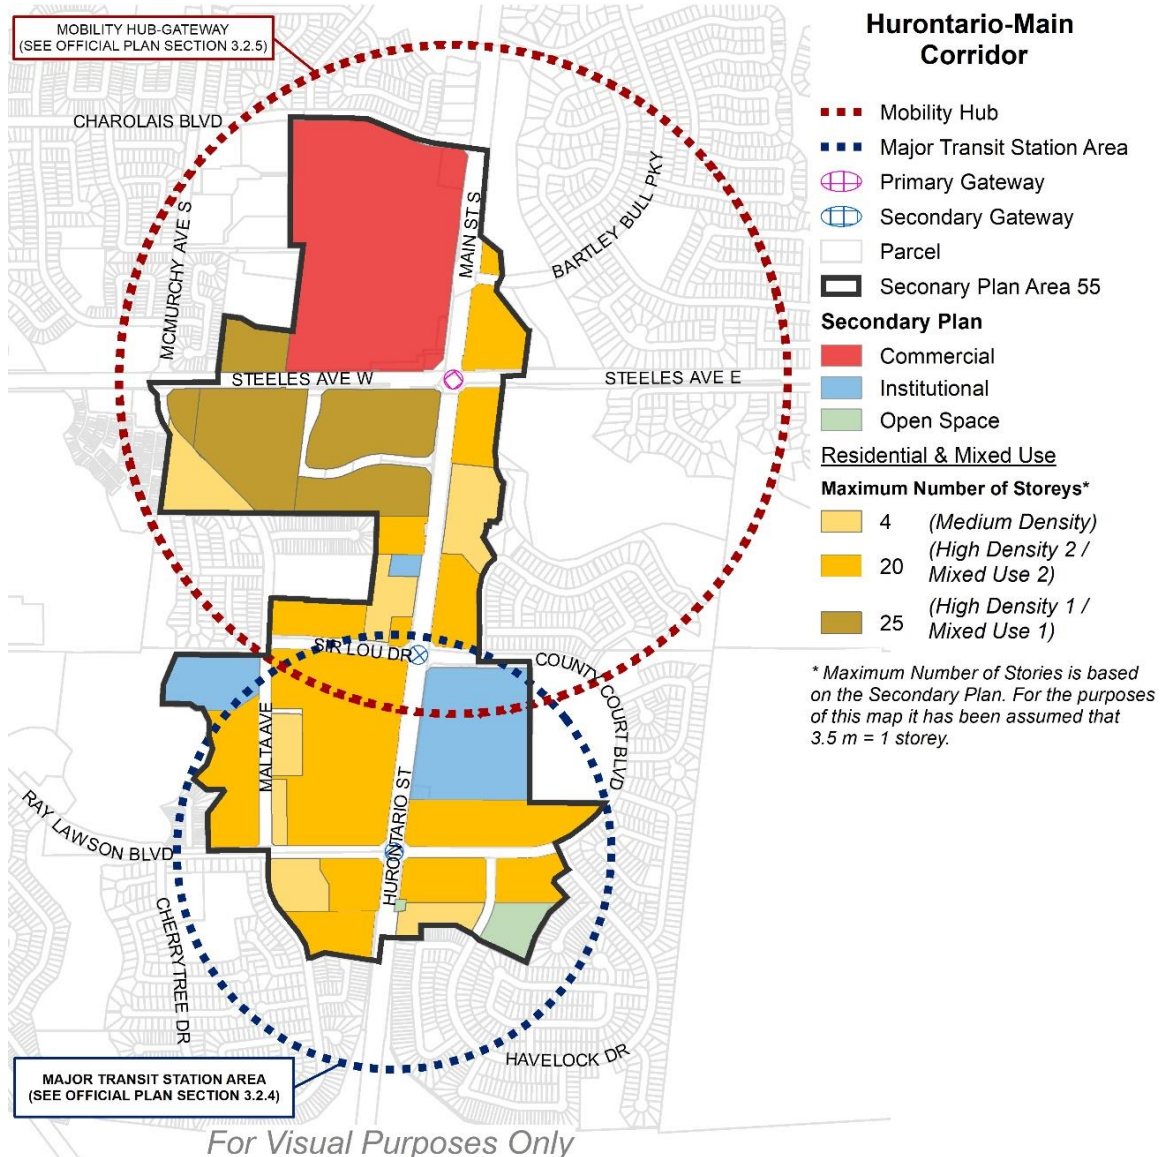 MOBILITY HUB-GATEWAY
(SEE OFFICIAL PLAN SECTION 3.2.5)
CHAROLAIS BLVD
MCMURCHY AVE S
MAIN ST S
BARTLEY BULL PKY
STEELES AVE W
STEELES AVE E
SIR LOU DR
COUNTY COURT BLVD
MALTA AVE
HURONTARIO ST
RAY LAWSON BLVD
CHERRYTREE DR
HAVELOCK DR
MAJOR TRANSIT STATION AREA
(SEE OFFICIAL PLAN SECTION 3.2.4)
For Visual Purposes Only
Hurontario-Main
Corridor
Mobility Hub
Major Transit Station Area
Primary Gateway
Secondary Gateway
Parcel
Seconary Plan Area 55
Secondary Plan
Commercial
Institutional
Open Space
Residential & Mixed Use
Maximum Number of Storeys*
4 (Medium Density)
20 (High Density 2 /
Mixed Use 2)
25 (High Density 1 /
Mixed Use 1)
* Maximum Number of Stories is based
on the Secondary Plan. For the purposes
of this map it has been assumed that
3.5 m = 1 storey.